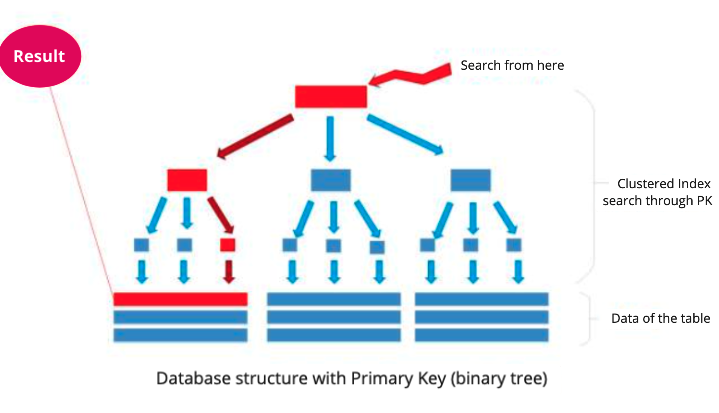 Result
Search from here
Clustered Index
search through PK
Data of the table
Database structure with Primary Key (binary tree)